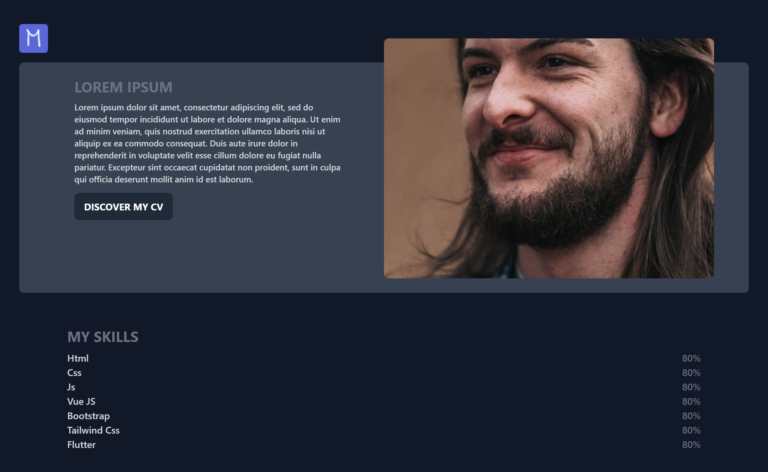 M
LOREM IPSUM
Lorem ipsum dolor sit amet, consectetur adipiscing elit, sed do
eiusmod tempor incididunt ut labore et dolore magna aliqua. Ut enim
ad minim veniam, quis nostrud exercitation ullamco laboris nisi ut
aliquip ex ea commodo consequat. Duis aute irure dolor in
reprehenderit in voluptate velit esse cillum dolore eu fugiat nulla
pariatur. Excepteur sint occaecat cupidatat non proident, sunt in culpa
qui officia deserunt mollit anim id est laborum.
DISCOVER MY CV
MY SKILLS
Html 80%
Css 80%
Js 80%
Vue JS 80%
Bootstrap 80%
Tailwind Css 80%
Flutter 80%